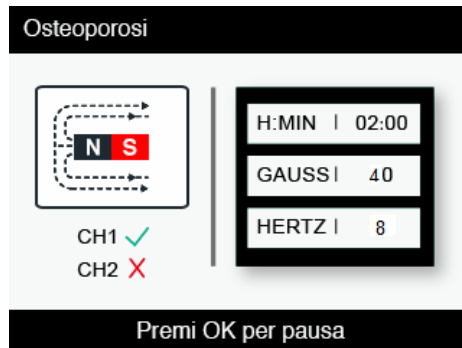 Osteoporosi
N S
CH1 ✓
CH2 X
H:MIN | 02:00
GAUSS | 40
HERTZ | 8
Premi OK per pausa